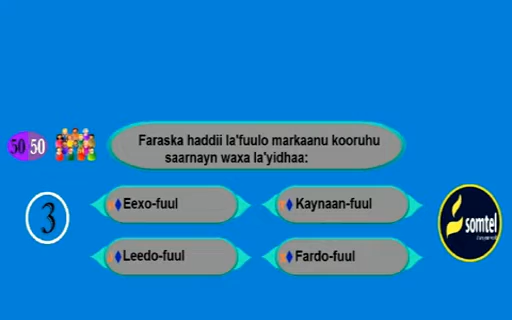 50 50
Faraska haddii la'fuulo markaanu kooruhu
saarnayn waxa la'yidhaa:
3
Eexo-fuul
Kaynaan-fuul
Leedo-fuul
Fardo-fuul
somtel